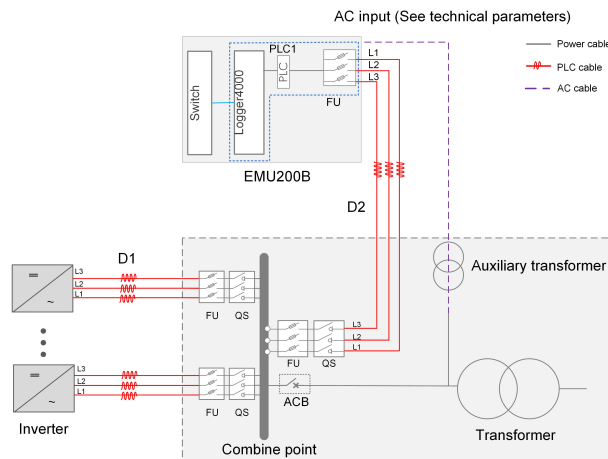 AC input (See technical parameters)
Power cable
PLC cable
AC cable
PLC1
L1
L2
L3
Switch
Logger4000
PLC
FU
EMU200B
D2
D1
Auxiliary transformer
L3
L2
L1
FU
QS
L3
L2
L1
FU
QS
L3
L2
L1
FU
QS
ACB
Inverter
Transformer
Combine point